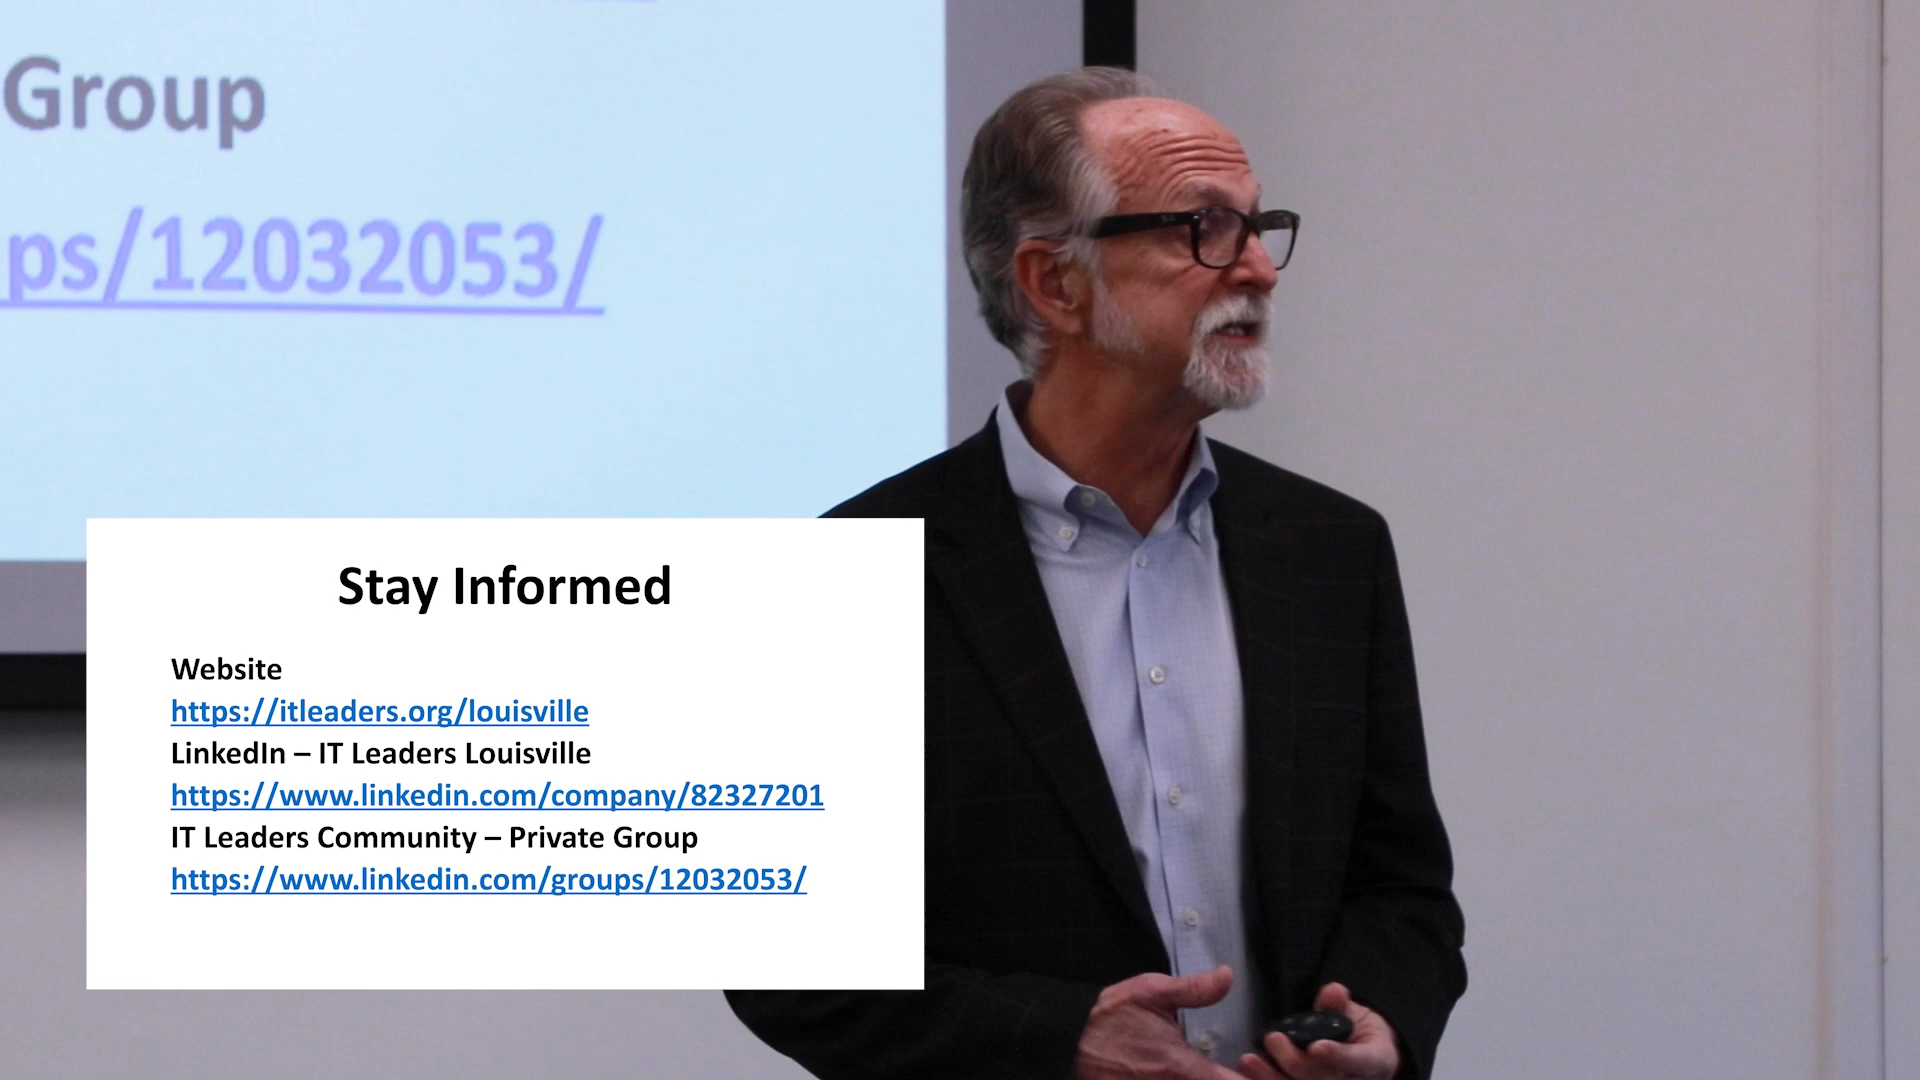 Group
ps/12032053/
Stay Informed
Website
https://itleaders.org/louisville
LinkedIn – IT Leaders Louisville
https://www.linkedin.com/company/82327201
IT Leaders Community – Private Group
https://www.linkedin.com/groups/12032053/